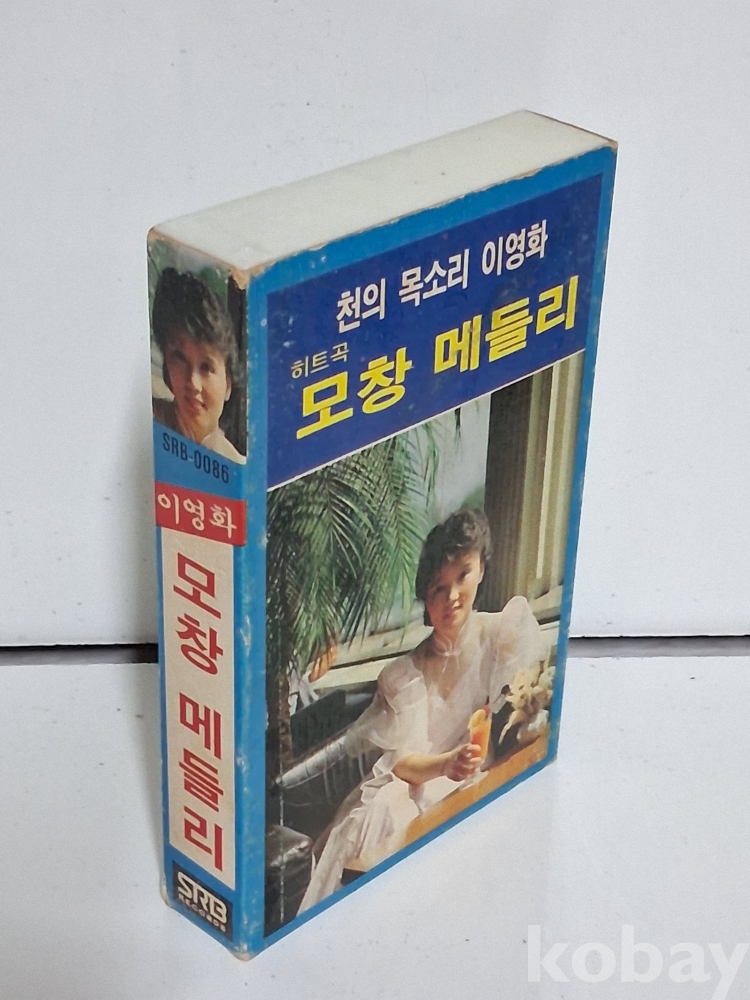 천의 목소리 이영화
히트곡
모창 메들리
SRB-0086
이영화
모창 메들리
SRB
RECORDS
kobay